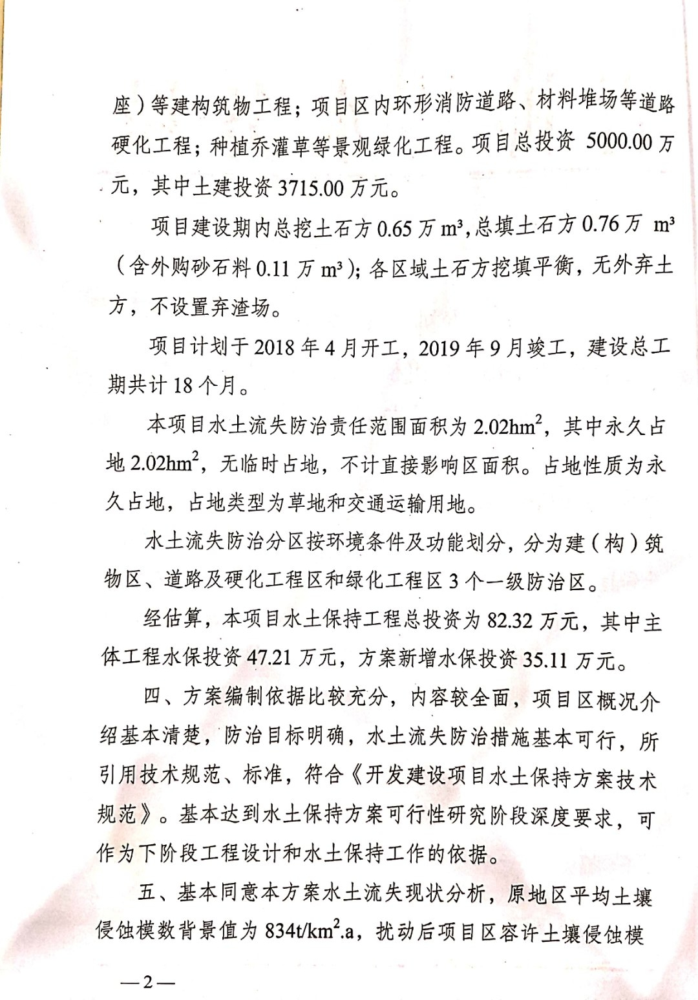 座）等建构筑物工程；项目区内环形消防道路、材料堆场等道路
硬化工程；种植乔灌草等景观绿化工程。项目总投资 5000.00 万
元，其中土建投资 3715.00 万元。
项目建设期内总挖土石方 0.65 万 m³，总填土石方 0.76 万 m³
（含外购砂石料 0.11 万 m³）；各区域土石方挖填平衡，无外弃土
方，不设置弃渣场。
项目计划于 2018 年 4 月开工，2019 年 9 月竣工，建设总工
期共计 18 个月。
本项目水土流失防治责任范围面积为 2.02hm²，其中永久占
地 2.02hm²，无临时占地，不计直接影响区面积。占地性质为永
久占地，占地类型为草地和交通运输用地。
水土流失防治分区按环境条件及功能划分，分为建（构）筑
物区、道路及硬化工程区和绿化工程区 3 个一级防治区。
经估算，本项目水土保持工程总投资为 82.32 万元，其中主
体工程水保投资 47.21 万元，方案新增水保投资 35.11 万元。
四、方案编制依据比较充分，内容较全面，项目区概况介
绍基本清楚，防治目标明确，水土流失防治措施基本可行，所
引用技术规范、标准，符合《开发建设项目水土保持方案技术
规范》。基本达到水土保持方案可行性研究阶段深度要求，可
作为下阶段工程设计和水土保持工作的依据。
五、基本同意本方案水土流失现状分析，原地区平均土壤
侵蚀模数背景值为 834t/km².a，扰动后项目区容许土壤侵蚀模
—2—